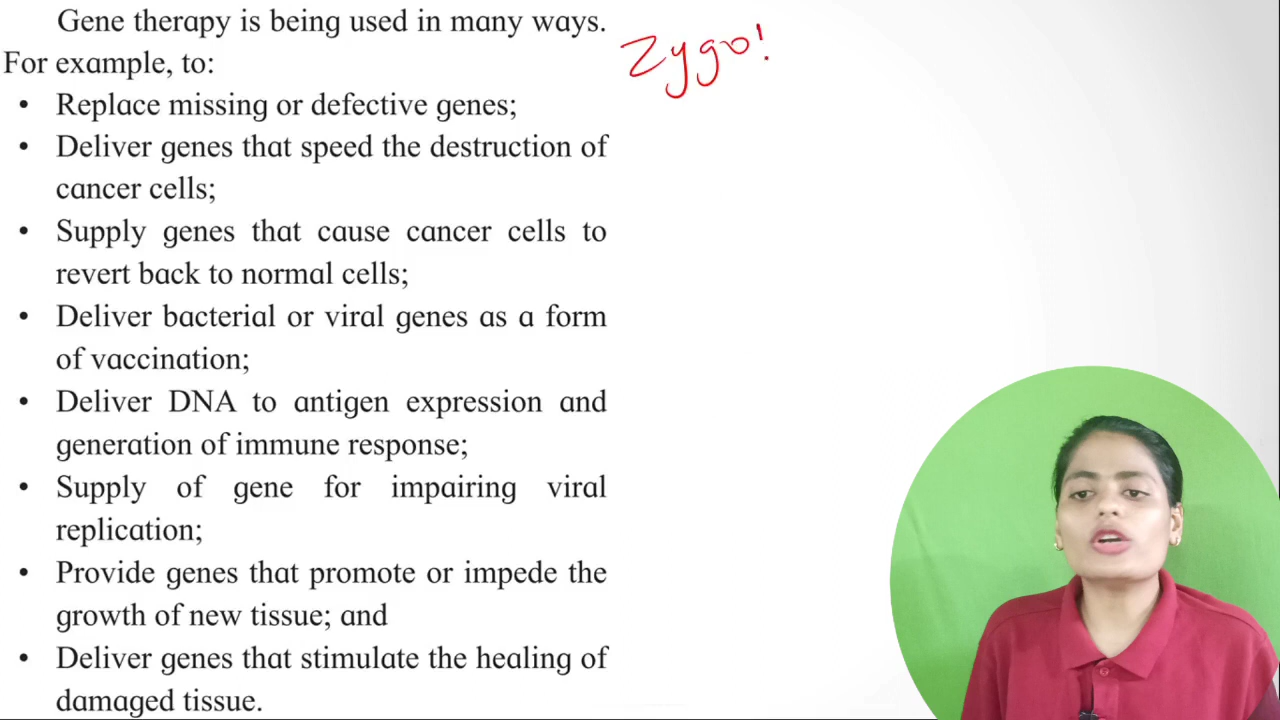 Gene therapy is being used in many ways.
For example, to:
• Replace missing or defective genes;
• Deliver genes that speed the destruction of
cancer cells;
• Supply genes that cause cancer cells to
revert back to normal cells;
• Deliver bacterial or viral genes as a form
of vaccination;
• Deliver DNA to antigen expression and
generation of immune response;
• Supply of gene for impairing viral
replication;
• Provide genes that promote or impede the
growth of new tissue; and
• Deliver genes that stimulate the healing of
damaged tissue.
Zygo!